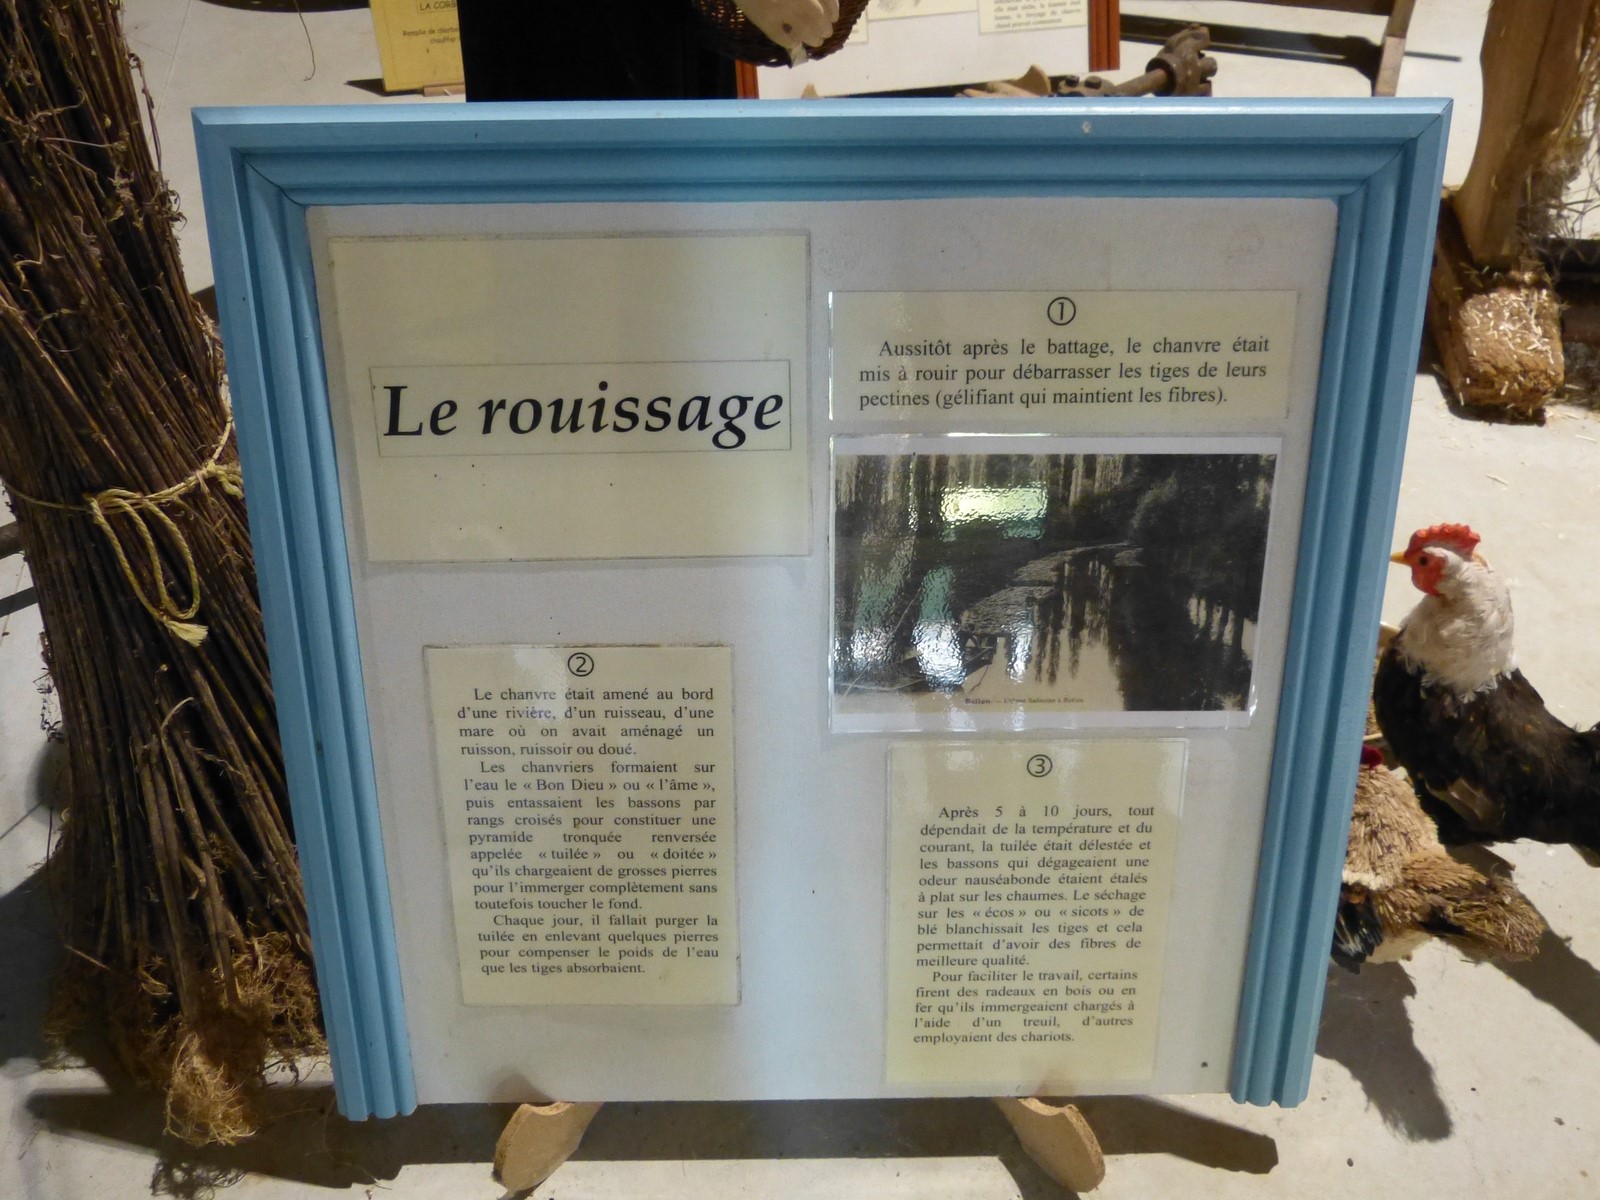 LA CORB
Le rouissage
①
Aussitôt après le battage, le chanvre était
mis à rouir pour débarrasser les tiges de leurs
pectines (gélifiant qui maintient les fibres).
Ballon.
②
Le chanvre était amené au bord
d'une rivière, d'un ruisseau, d'une
mare où on avait aménagé un
ruisson, ruissoir ou doué.
Les chanvriers formaient sur
l'eau le « Bon Dieu » ou « l'âme »,
puis entassaient les bassons par
rangs croisés pour constituer une
pyramide tronquée renversée
appelée « tuilée » ou « doitée »
qu'ils chargeaient de grosses pierres
pour l'immerger complètement sans
toutefois toucher le fond.
Chaque jour, il fallait purger la
tuilée en enlevant quelques pierres
pour compenser le poids de l'eau
que les tiges absorbaient.
③
Après 5 à 10 jours, tout
dépendait de la température et du
courant, la tuilée était délestée et
les bassons qui dégageaient une
odeur nauséabonde étaient étalés
à plat sur les chaumes. Le séchage
sur les « écos » ou « sicots » de
blé blanchissait les tiges et cela
permettait d'avoir des fibres de
meilleure qualité.
Pour faciliter le travail, certains
firent des radeaux en bois ou en
fer qu'ils immergeaient chargés à
l'aide d'un treuil, d'autres
employaient des chariots.